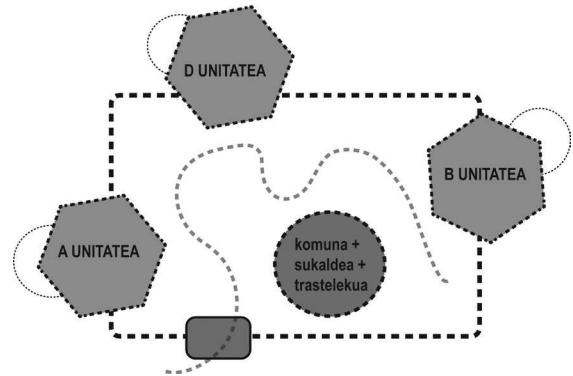 D UNITATEA
B UNITATEA
A UNITATEA
komuna +
sukaldea +
trastelekua